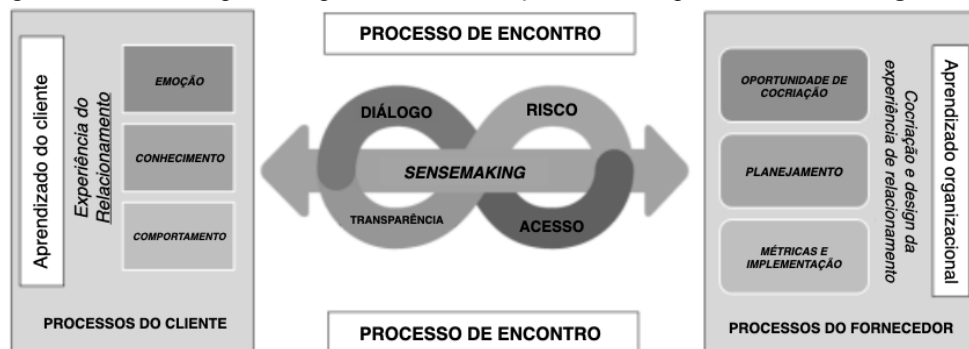 PROCESSO DE ENCONTRO
Aprendizado do cliente
Experiência do
Relacionamento
EMOÇÃO
CONHECIMENTO
COMPORTAMENTO
PROCESSOS DO CLIENTE
DIÁLOGO
RISCO
SENSEMAKING
TRANSPARÊNCIA
ACESSO
PROCESSO DE ENCONTRO
OPORTUNIDADE DE
COCRIAÇÃO
PLANEJAMENTO
MÉTRICAS E
IMPLEMENTAÇÃO
Cocriação e design da
experiência de relacionamento
Aprendizado organizacional
PROCESSOS DO FORNECEDOR